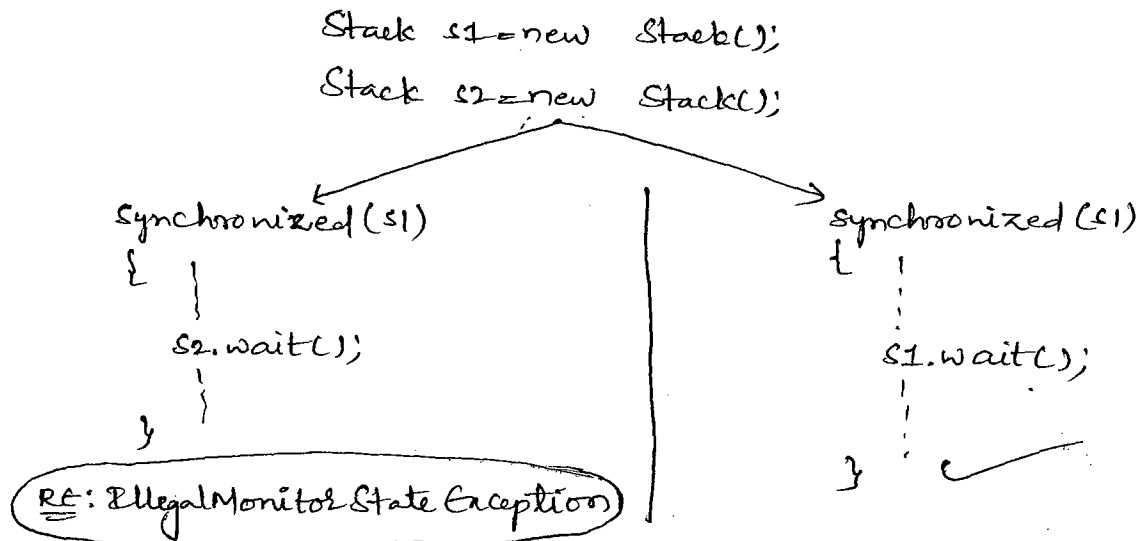 Stack s1=new Stack();
Stack s2=new Stack();
synchronized(s1)
{
s2.wait();
}
RE: IllegalMonitorStateException
synchronized(s1)
{
s1.wait();
}